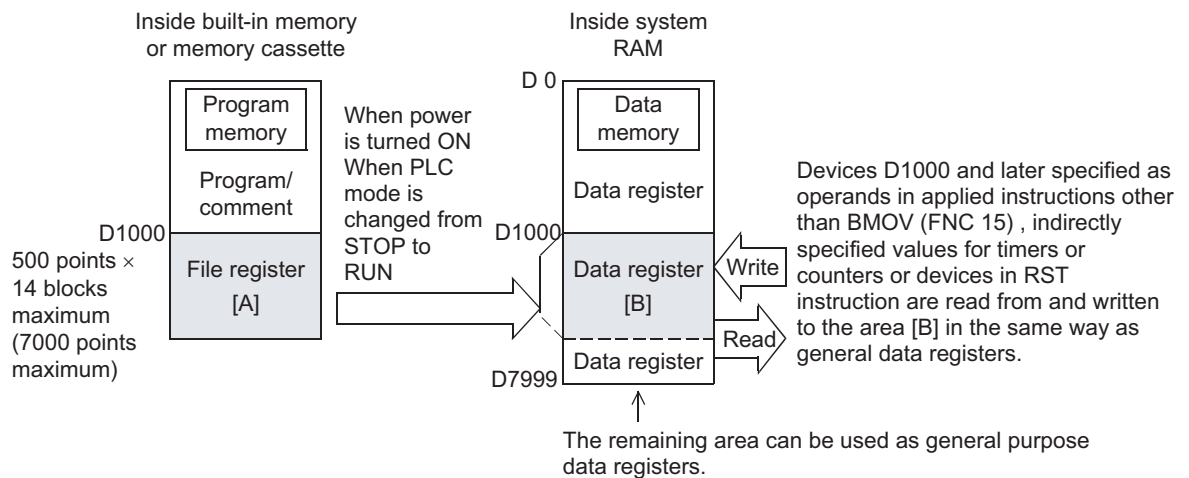 Inside built-in memory
or memory cassette
Program
memory
Program/
comment
D1000
500 points ×
14 blocks
maximum
(7000 points
maximum)
File register
[A]
When power
is turned ON
When PLC
mode is
changed from
STOP to
RUN
Inside system
RAM
D 0
Data
memory
Data register
D1000
Data register
[B]
Write
Read
Data register
D7999
Devices D1000 and later specified as
operands in applied instructions other
than BMOV (FNC 15) , indirectly
specified values for timers or
counters or devices in RST
instruction are read from and written
to the area [B] in the same way as
general data registers.
The remaining area can be used as general purpose
data registers.